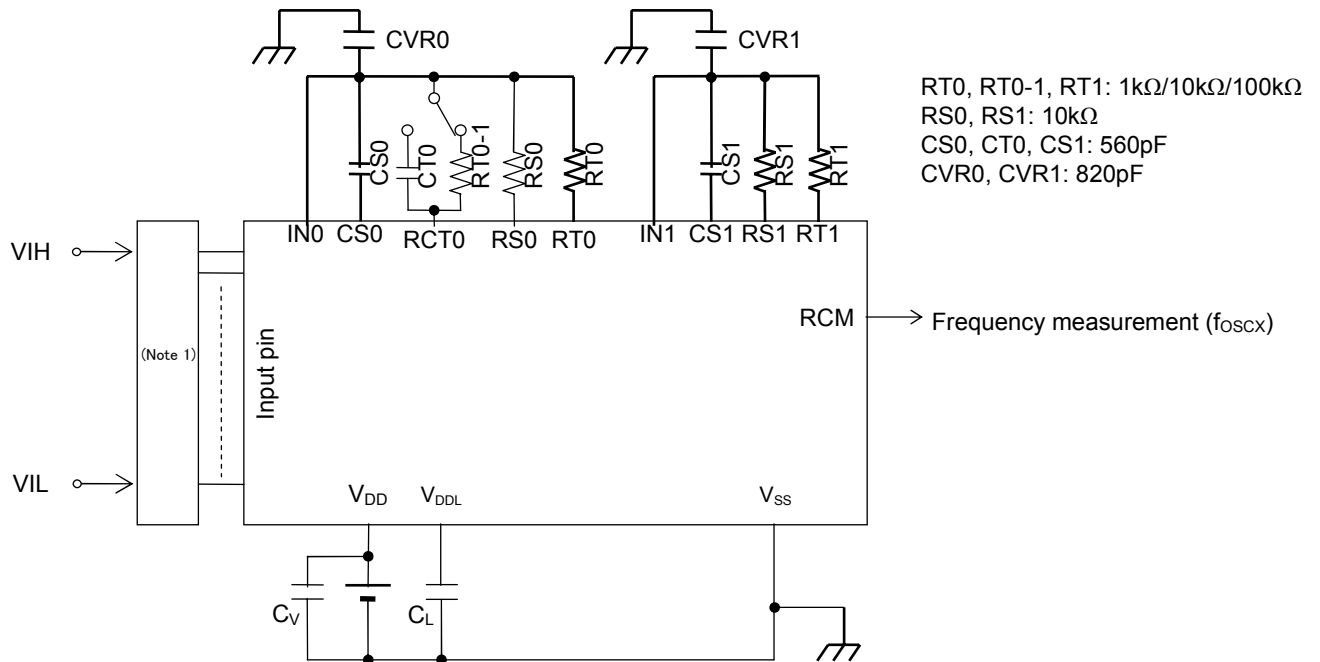 CVR0
CVR1
RT0, RT0-1, RT1: 1kΩ/10kΩ/100kΩ
RS0, RS1: 10kΩ
CS0, CT0, CS1: 560pF
CVR0, CVR1: 820pF
CS0
CT0
RT0-1
RS0
RT0
CS1
RS1
RT1
IN0 CS0 RCT0 RS0 RT0
IN1 CS1 RS1 RT1
VIH
(Note 1)
Input pin
RCM
Frequency measurement (fOSCX)
VIL
VDD VDDL VSS
CV CL